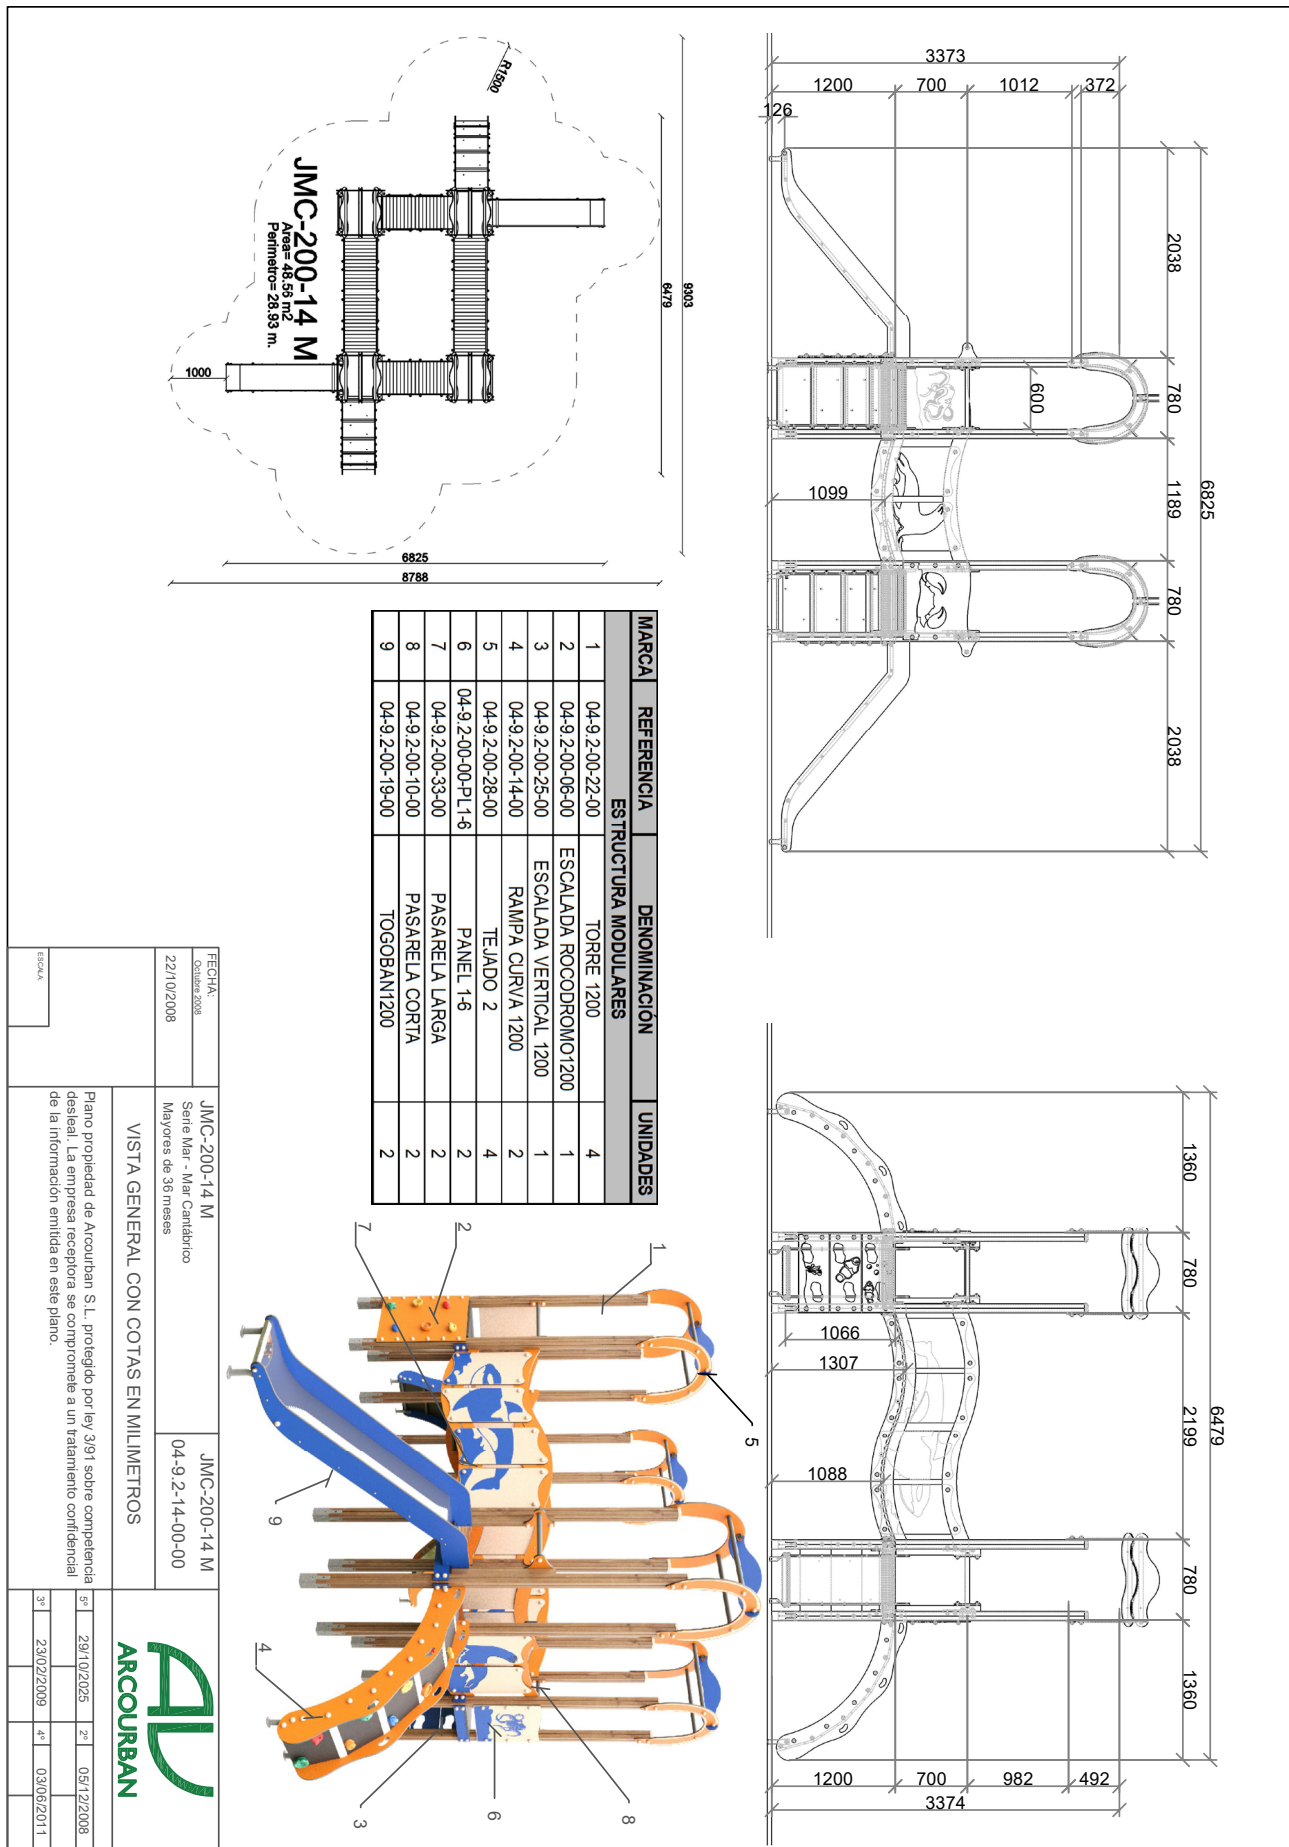 3373
1200
700
1012
372
126
2038
780
1189
780
2038
6825
600
1099
1360
780
2199
780
1360
6479
1066
1307
1088
1200
700
982
492
3374
R1500
9303
6479
JMC-200-14 M
Area= 48.56 m2
Perimetro= 28.93 m.
1000
6825
8788
MARCA REFERENCIA DENOMINACIÓN UNIDADES
ESTRUCTURA MODULARES
1 04-9.2-00-22-00 TORRE 1200 4
2 04-9.2-00-06-00 ESCALADA ROCODROMO1200 1
3 04-9.2-00-25-00 ESCALADA VERTICAL 1200 1
4 04-9.2-00-14-00 RAMPA CURVA 1200 2
5 04-9.2-00-28-00 TEJADO 2 4
6 04-9.2-00-00-PL1-6 PANEL 1-6 2
7 04-9.2-00-33-00 PASARELA LARGA 2
8 04-9.2-00-10-00 PASARELA CORTA 2
9 04-9.2-00-19-00 TOGOBAN1200 2
1
2
7
5
9
4
3
6
8
FECHA:
Octubre 2008
22/10/2008
JMC-200-14 M
Serie Mar - Mar Cantábrico
Mayores de 36 meses
JMC-200-14 M
04-9.2-14-00-00
VISTA GENERAL CON COTAS EN MILIMETROS
ESCALA:
Plano propiedad de Arcourban S.L. protegido por ley 3/91 sobre competencia
desleal. La empresa receptora se compromete a un tratamiento confidencial
de la información emitida en este plano.
ARCOURBAN
5º 29/10/2025 2º 05/12/2008
3º 23/02/2009 4º 03/06/2011